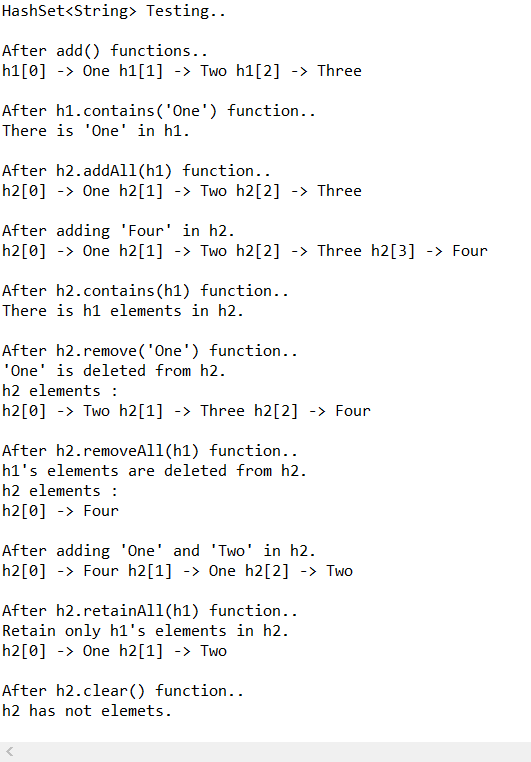 HashSet<String> Testing..
After add() functions..
h1[0] -> One h1[1] -> Two h1[2] -> Three
After h1.contains('One') function..
There is 'One' in h1.
After h2.addAll(h1) function..
h2[0] -> One h2[1] -> Two h2[2] -> Three
After adding 'Four' in h2.
h2[0] -> One h2[1] -> Two h2[2] -> Three h2[3] -> Four
After h2.contains(h1) function..
There is h1 elements in h2.
After h2.remove('One') function..
'One' is deleted from h2.
h2 elements :
h2[0] -> Two h2[1] -> Three h2[2] -> Four
After h2.removeAll(h1) function..
h1's elements are deleted from h2.
h2 elements :
h2[0] -> Four
After adding 'One' and 'Two' in h2.
h2[0] -> Four h2[1] -> One h2[2] -> Two
After h2.retainAll(h1) function..
Retain only h1's elements in h2.
h2[0] -> One h2[1] -> Two
After h2.clear() function..
h2 has not elemets.